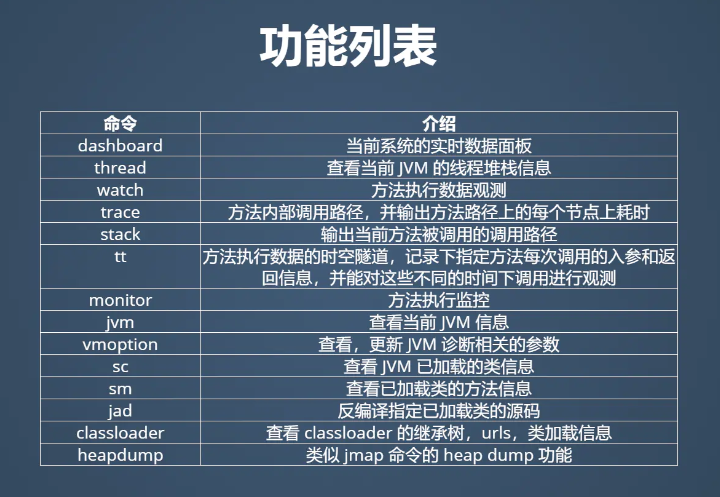 功能列表
命令 介绍
dashboard 当前系统的实时数据面板
thread 查看当前 JVM 的线程堆栈信息
watch 方法执行数据观测
trace 方法内部调用路径，并输出方法路径上的每个节点上耗时
stack 输出当前方法被调用的调用路径
tt 方法执行数据的时空隧道，记录下指定方法每次调用的入参和返
回信息，并能对这些不同的时间下调用进行观测
monitor 方法执行监控
jvm 查看当前 JVM 信息
vmoption 查看，更新 JVM 诊断相关的参数
sc 查看 JVM 已加载的类信息
sm 查看已加载类的方法信息
jad 反编译指定已加载类的源码
classloader 查看 classloader 的继承树，urls，类加载信息
heapdump 类似 jmap 命令的 heap dump 功能